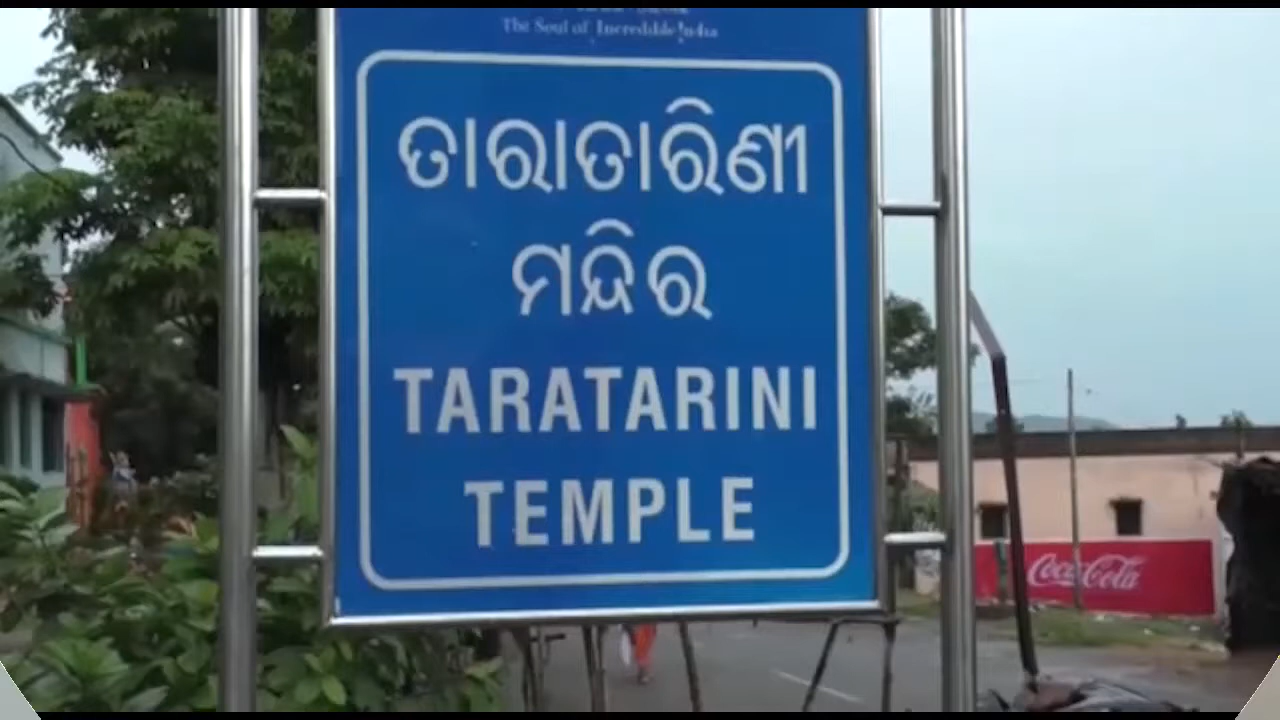 The Soul of Incredible India
ତାରାତାରିଣୀ
ମନ୍ଦିର
TARATARINI
TEMPLE
Coca-Cola